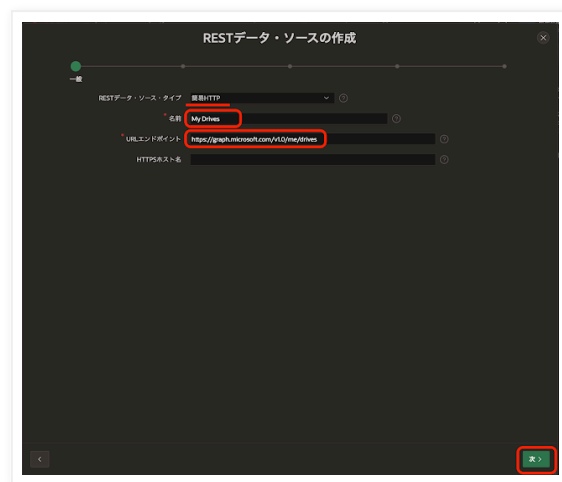 RESTデータ・ソースの作成
一般
RESTデータ・ソース・タイプ 簡易HTTP
* 名前 My Drives
* URLエンドポイント https://graph.microsoft.com/v1.0/me/drives
HTTPSホスト名
次 >